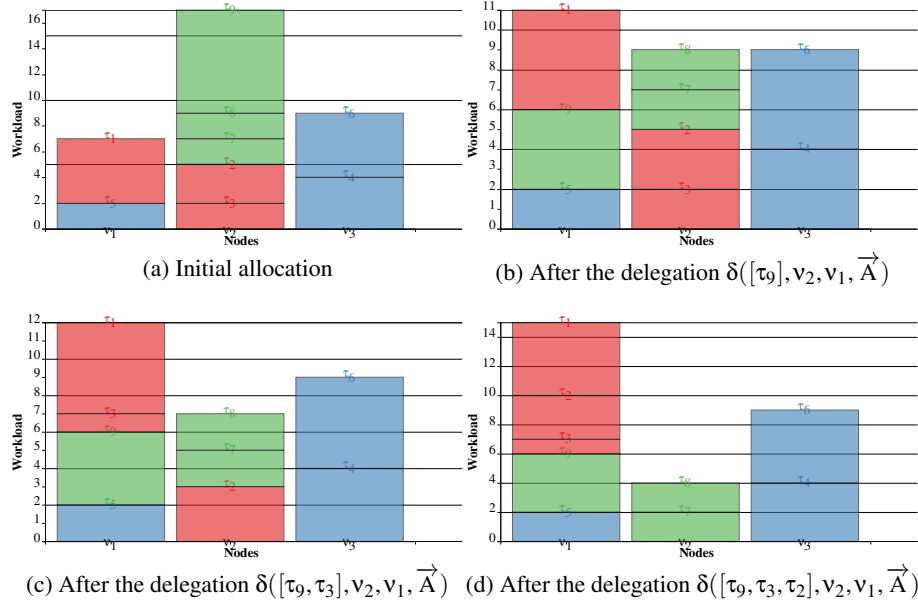 16
14
12
10
8
6
4
2
0
Workload
τ1
τ5
τ9
τ8
τ7
τ2
τ3
τ6
τ4
ν1
ν2
ν3
Nodes
(a) Initial allocation
11
10
9
8
7
6
5
4
3
2
1
0
Workload
τ1
τ9
τ5
τ8
τ7
τ2
τ3
τ6
τ4
ν1
ν2
ν3
Nodes
(b) After the delegation δ([τ9],ν2,ν1,A⃗)
12
11
10
9
8
7
6
5
4
3
2
1
0
Workload
τ1
τ3
τ9
τ5
τ8
τ7
τ2
τ6
τ4
ν1
ν2
ν3
Nodes
(c) After the delegation δ([τ9,τ3],ν2,ν1,A⃗)
14
12
10
8
6
4
2
0
Workload
τ1
τ2
τ3
τ9
τ5
τ8
τ7
τ6
τ4
ν1
ν2
ν3
Nodes
(d) After the delegation δ([τ9,τ3,τ2],ν2,ν1,A⃗)